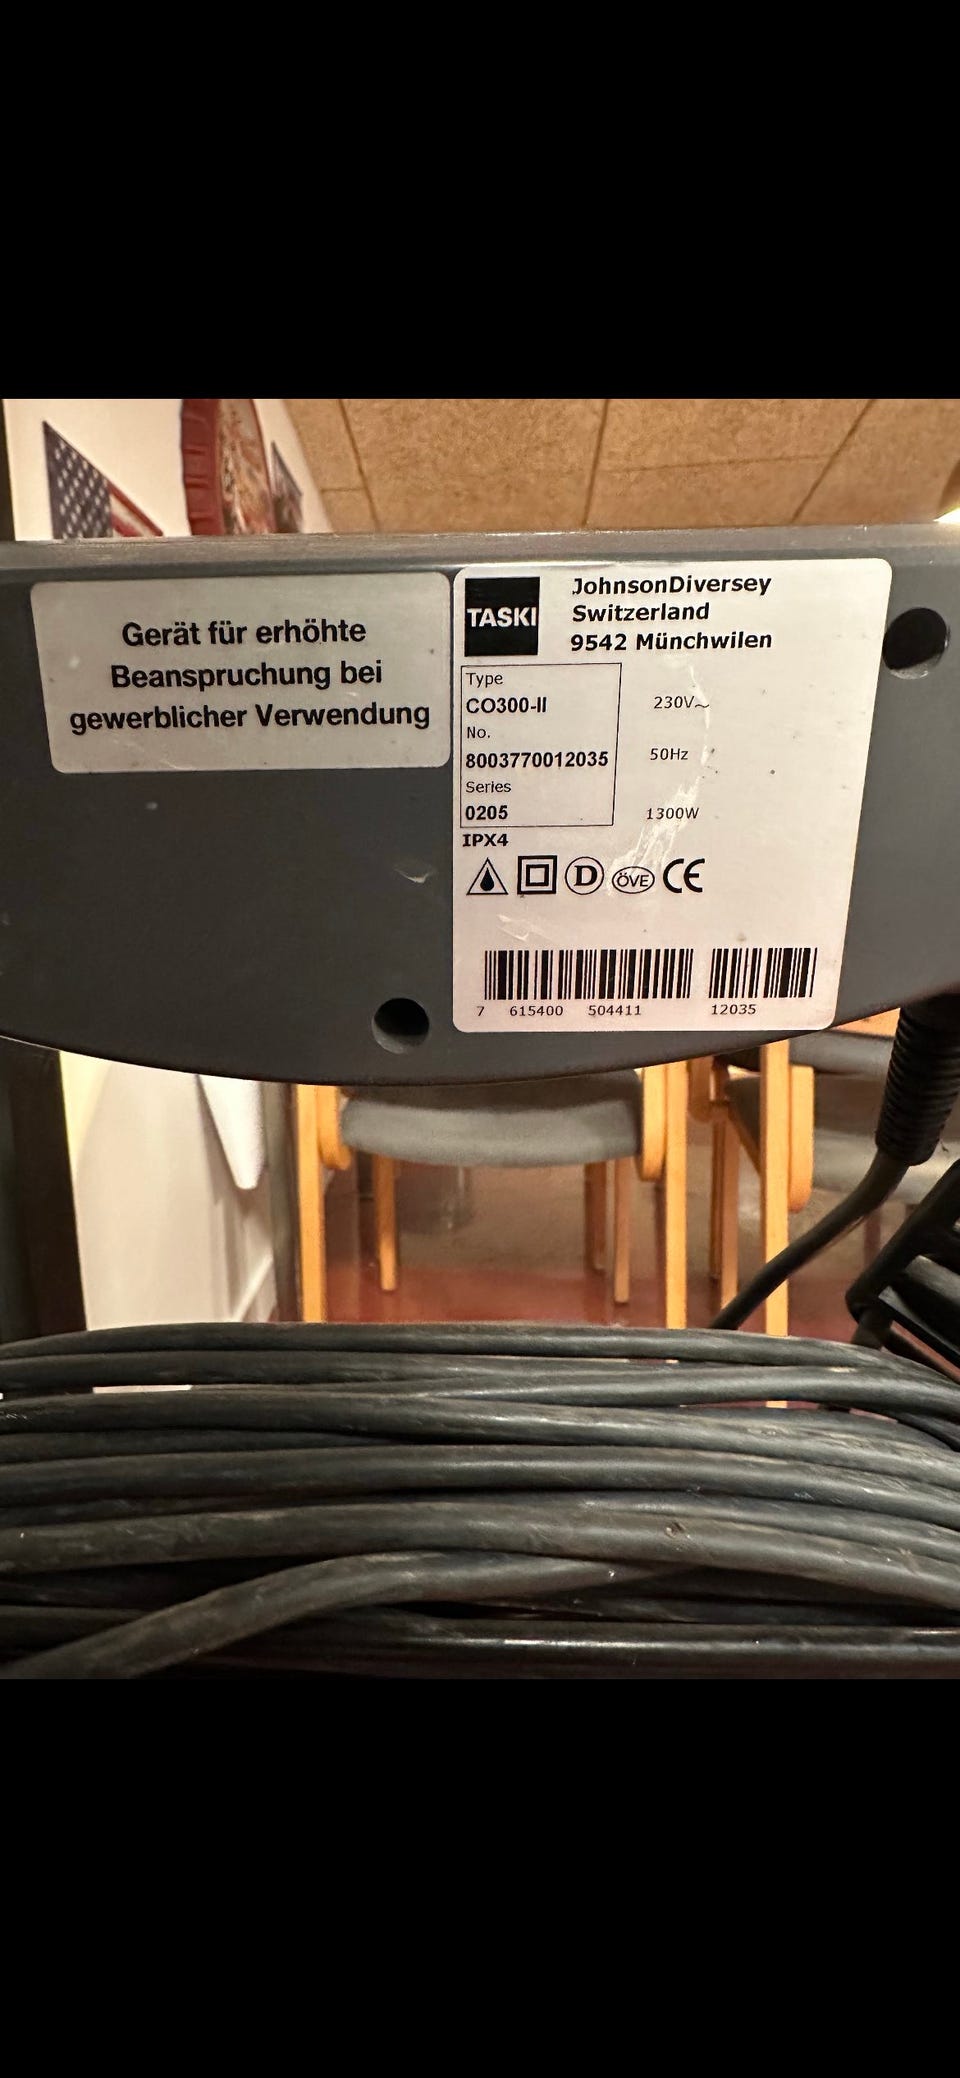 Gerät für erhöhte
Beanspruchung bei
gewerblicher Verwendung
TASKI
JohnsonDiversey
Switzerland
9542 Münchwilen
Type
CO300-II
230V~
No.
8003770012035
50Hz
Series
0205
1300W
IPX4
D
ÖVE
CE
7 615400 504411 12035